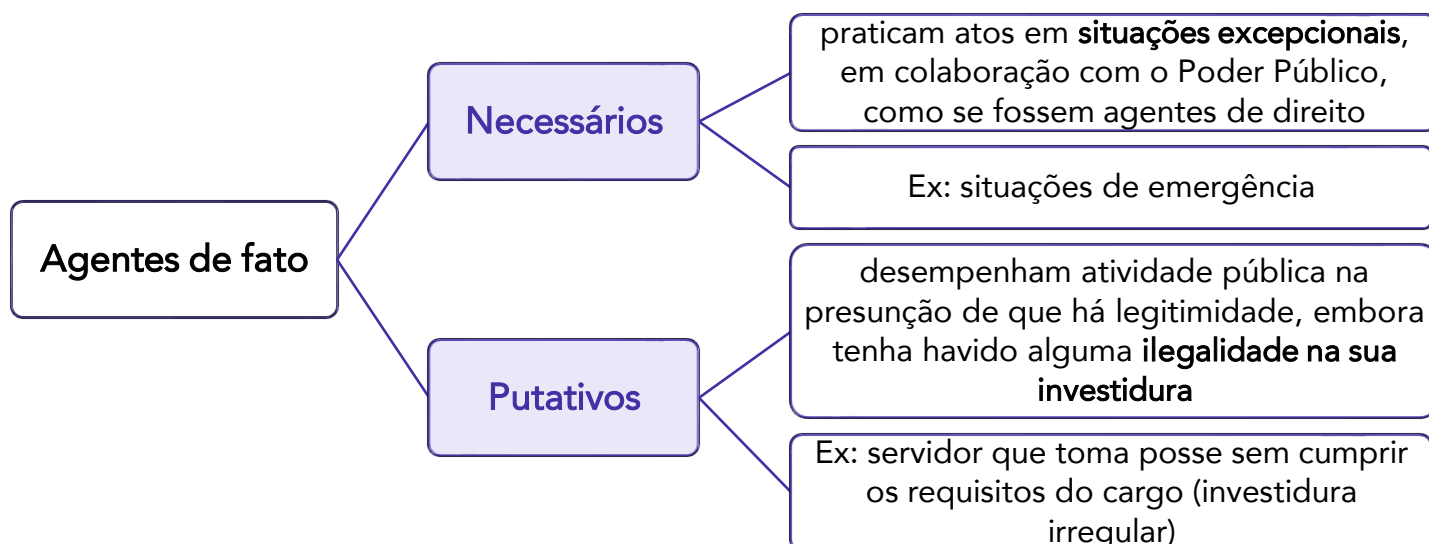 Agentes de fato
Necessários
praticam atos em situações excepcionais,
em colaboração com o Poder Público,
como se fossem agentes de direito
Ex: situações de emergência
Putativos
desempenham atividade pública na
presunção de que há legitimidade, embora
tenha havido alguma ilegalidade na sua
investidura
Ex: servidor que toma posse sem cumprir
os requisitos do cargo (investidura
irregular)